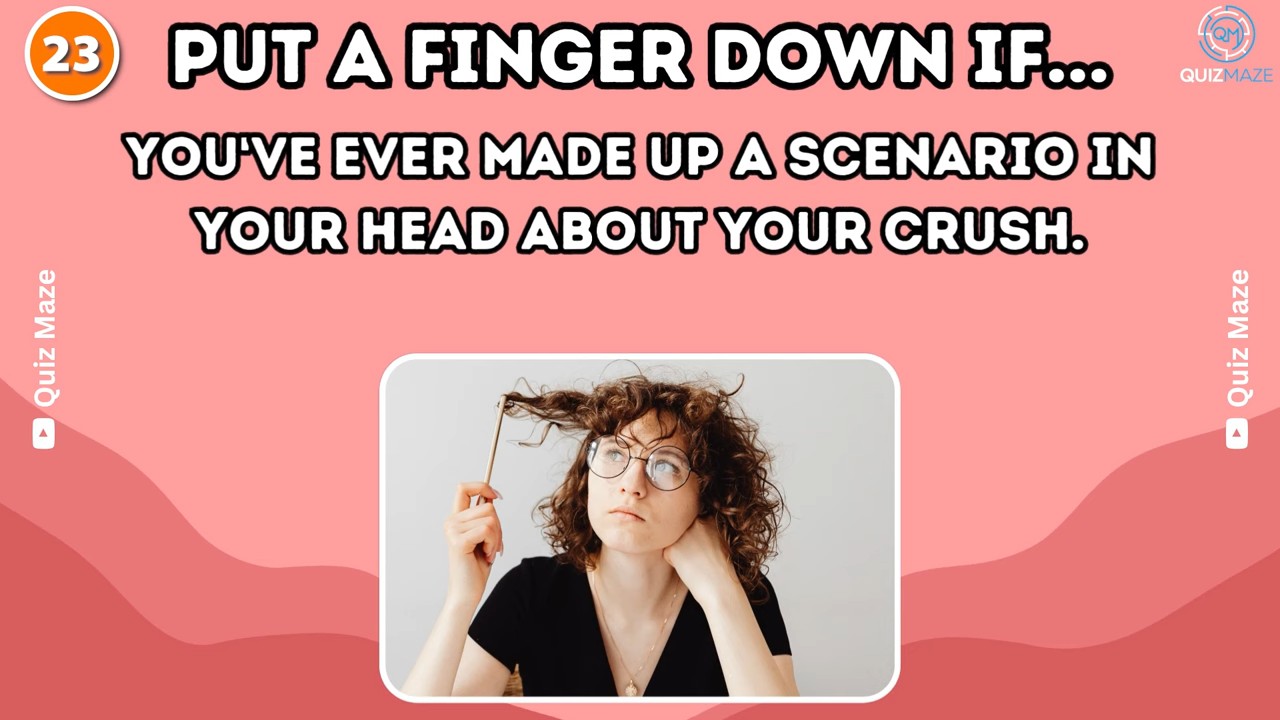 23
PUT A FINGER DOWN IF...
QM
QUIZMAZE
YOU'VE EVER MADE UP A SCENARIO IN
YOUR HEAD ABOUT YOUR CRUSH.
Quiz Maze
Quiz Maze